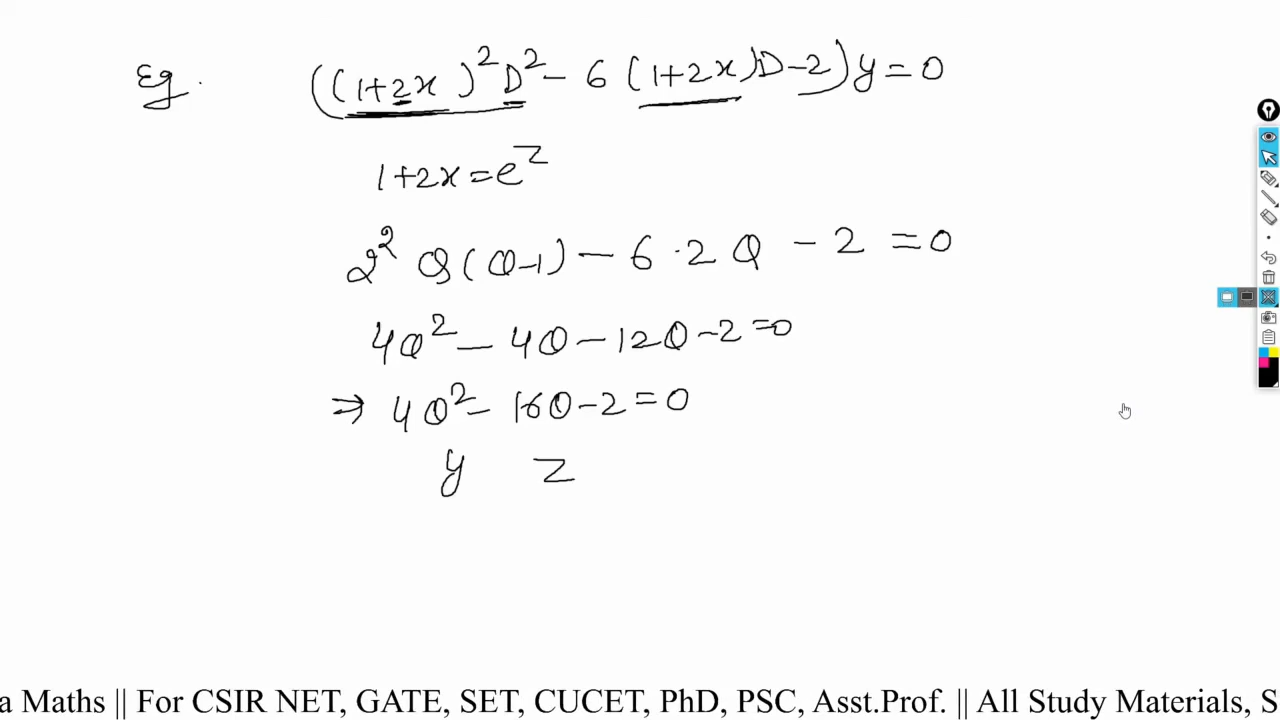 Eg. ((1+2x)²D² - 6(1+2x)D-2)y=0
1+2x=e^z
2² θ(θ-1) - 6·2θ - 2 = 0
4θ² - 4θ - 12θ - 2 = 0
⇒ 4θ² - 16θ - 2 = 0
y z
a Maths || For CSIR NET, GATE, SET, CUCET, PhD, PSC, Asst.Prof. || All Study Materials, S